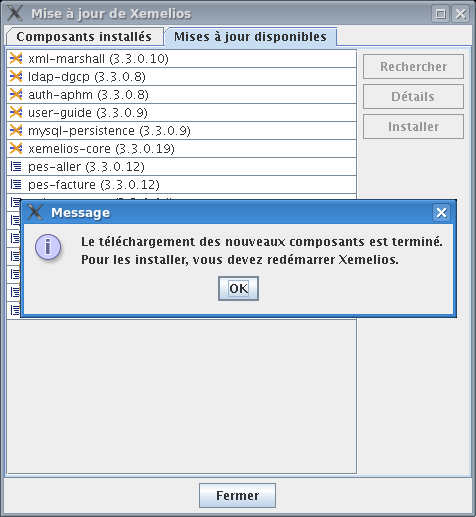 Mise à jour de Xemelios
Composants installés
Mises à jour disponibles
xml-marshall (3.3.0.10)
ldap-dgcp (3.3.0.8)
auth-aphm (3.3.0.8)
user-guide (3.3.0.9)
mysql-persistence (3.3.0.9)
xemelios-core (3.3.0.19)
pes-aller (3.3.0.12)
pes-facture (3.3.0.12)
Rechercher
Détails
Installer
Message
Le téléchargement des nouveaux composants est terminé.
Pour les installer, vous devez redémarrer Xemelios.
OK
Fermer